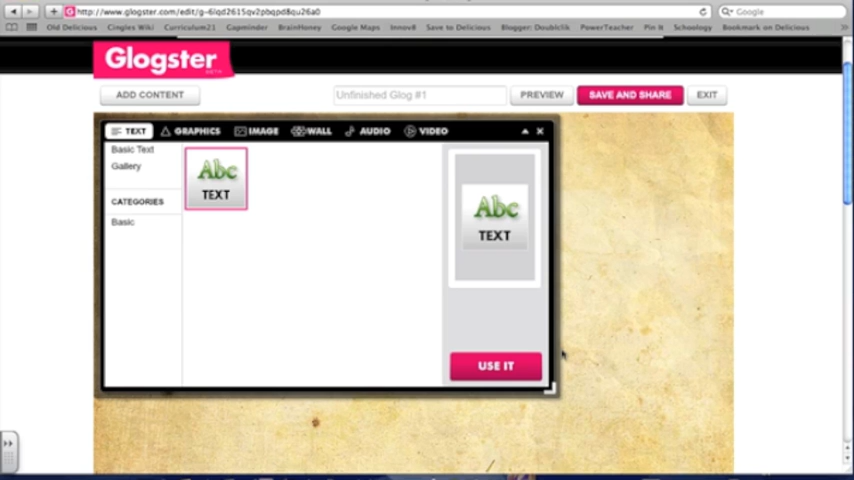 http://www.glogster.com/edit/g-6lqd2615qv2pbqpd8qu26a0
Google
Old Delicious Cingles Wiki Curriculum21 Gapminder BrainHoney Google Maps Innov8 Save to Delicious Blogger: Doublclik PowerTeacher Pin It Schoology Bookmark on Delicious
Glogster
BETA
ADD CONTENT
Unfinished Glog #1
PREVIEW
SAVE AND SHARE
EXIT
TEXT GRAPHICS IMAGE WALL AUDIO VIDEO
Basic Text
Gallery
CATEGORIES
Basic
Abc
TEXT
Abc
TEXT
USE IT